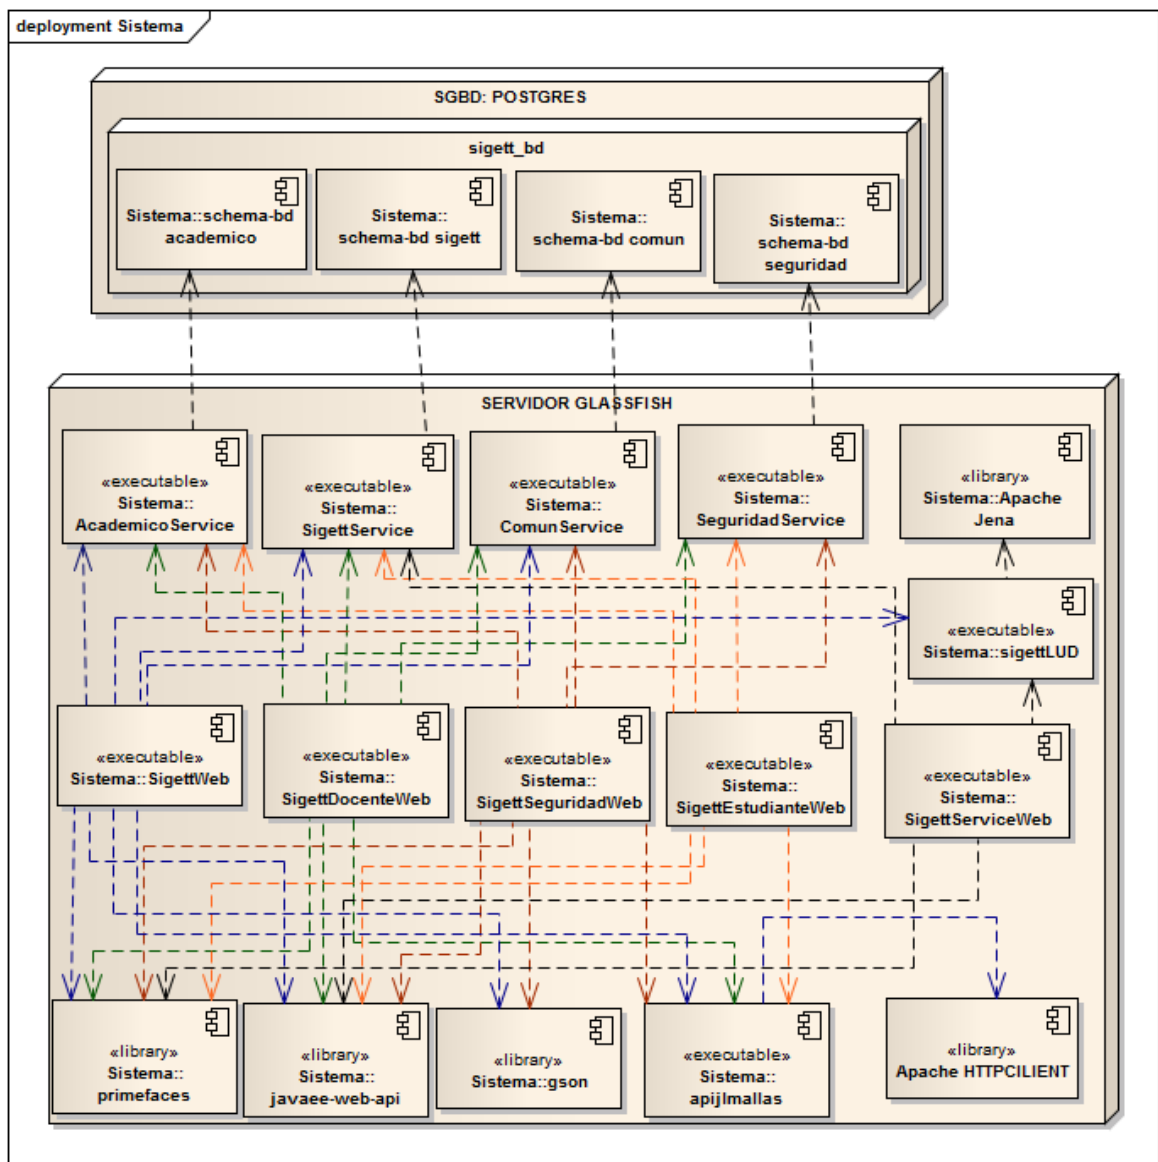 deployment Sistema
SGBD: POSTGRES
sigett_bd
Sistema::schema-bd
academico
Sistema::
schema-bd sigett
Sistema::
schema-bd comun
Sistema::
schema-bd
seguridad
SERVIDOR GLASSFISH
«executable»
Sistema::
AcademicoService
«executable»
Sistema::
SigettService
«executable»
Sistema::
ComunService
«executable»
Sistema::
SeguridadService
«library»
Sistema::Apache
Jena
«executable»
Sistema::sigettLUD
«executable»
Sistema::SigettWeb
«executable»
Sistema::
SigettDocenteWeb
«executable»
Sistema::
SigettSeguridadWeb
«executable»
Sistema::
SigettEstudianteWeb
«executable»
Sistema::
SigettServiceWeb
«library»
Sistema::
primefaces
«library»
Sistema::
javaee-web-api
«library»
Sistema::gson
«executable»
Sistema::
apijlmallas
«library»
Apache HTTPCILIENT